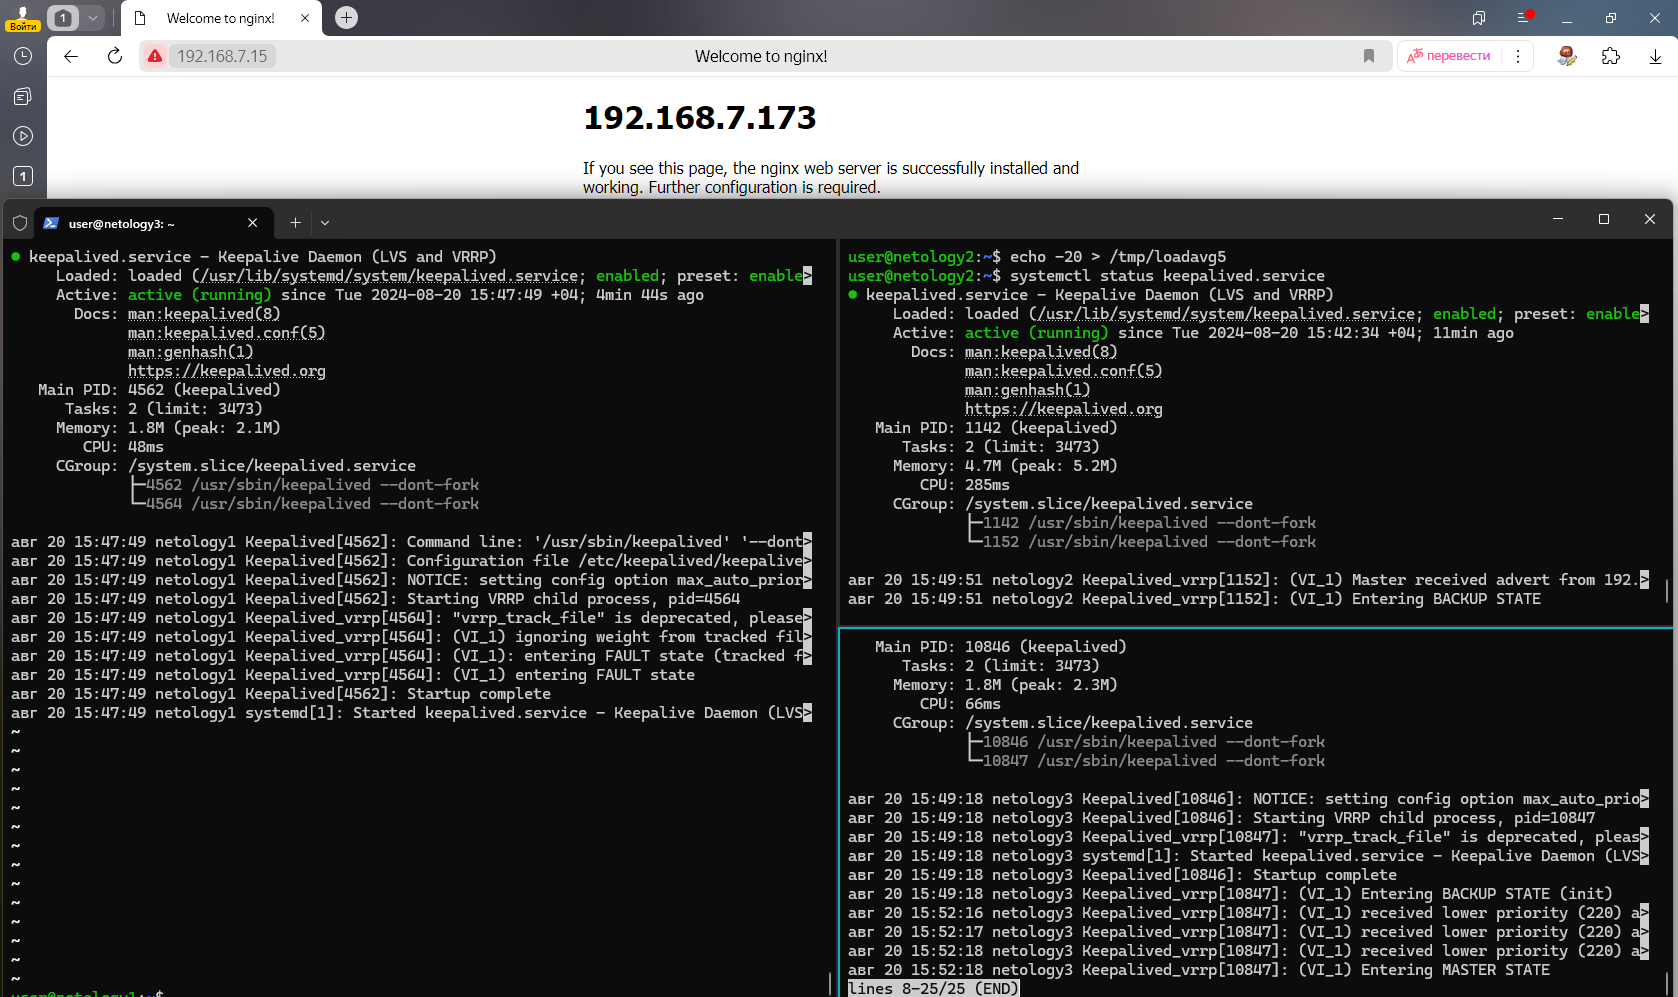 Войти
1
Welcome to nginx!
192.168.7.15
Welcome to nginx!
перевести
1
192.168.7.173
If you see this page, the nginx web server is successfully installed and
working. Further configuration is required.
user@netology3: ~
● keepalived.service - Keepalive Daemon (LVS and VRRP)
Loaded: loaded (/usr/lib/systemd/system/keepalived.service; enabled; preset: enable>
Active: active (running) since Tue 2024-08-20 15:47:49 +04; 4min 44s ago
Docs: man:keepalived(8)
man:keepalived.conf(5)
man:genhash(1)
https://keepalived.org
Main PID: 4562 (keepalived)
Tasks: 2 (limit: 3473)
Memory: 1.8M (peak: 2.1M)
CPU: 48ms
CGroup: /system.slice/keepalived.service
├─4562 /usr/sbin/keepalived --dont-fork
└─4564 /usr/sbin/keepalived --dont-fork
авг 20 15:47:49 netology1 Keepalived[4562]: Command line: '/usr/sbin/keepalived' '--dont>
авг 20 15:47:49 netology1 Keepalived[4562]: Configuration file /etc/keepalived/keepalive>
авг 20 15:47:49 netology1 Keepalived[4562]: NOTICE: setting config option max_auto_prior>
авг 20 15:47:49 netology1 Keepalived[4562]: Starting VRRP child process, pid=4564
авг 20 15:47:49 netology1 Keepalived_vrrp[4564]: "vrrp_track_file" is deprecated, please>
авг 20 15:47:49 netology1 Keepalived_vrrp[4564]: (VI_1) ignoring weight from tracked fil>
авг 20 15:47:49 netology1 Keepalived_vrrp[4564]: (VI_1): entering FAULT state (tracked f>
авг 20 15:47:49 netology1 Keepalived_vrrp[4564]: (VI_1) entering FAULT state
авг 20 15:47:49 netology1 Keepalived[4562]: Startup complete
авг 20 15:47:49 netology1 systemd[1]: Started keepalived.service - Keepalive Daemon (LVS>
~
~
~
~
~
~
~
~
~
~
~
~
~
~
user@netology1:~$
user@netology2:~$ echo -20 > /tmp/loadavg5
user@netology2:~$ systemctl status keepalived.service
● keepalived.service - Keepalive Daemon (LVS and VRRP)
Loaded: loaded (/usr/lib/systemd/system/keepalived.service; enabled; preset: enable>
Active: active (running) since Tue 2024-08-20 15:42:34 +04; 11min ago
Docs: man:keepalived(8)
man:keepalived.conf(5)
man:genhash(1)
https://keepalived.org
Main PID: 1142 (keepalived)
Tasks: 2 (limit: 3473)
Memory: 4.7M (peak: 5.2M)
CPU: 285ms
CGroup: /system.slice/keepalived.service
├─1142 /usr/sbin/keepalived --dont-fork
└─1152 /usr/sbin/keepalived --dont-fork
авг 20 15:49:51 netology2 Keepalived_vrrp[1152]: (VI_1) Master received advert from 192.>
авг 20 15:49:51 netology2 Keepalived_vrrp[1152]: (VI_1) Entering BACKUP STATE
Main PID: 10846 (keepalived)
Tasks: 2 (limit: 3473)
Memory: 1.8M (peak: 2.3M)
CPU: 66ms
CGroup: /system.slice/keepalived.service
├─10846 /usr/sbin/keepalived --dont-fork
└─10847 /usr/sbin/keepalived --dont-fork
авг 20 15:49:18 netology3 Keepalived[10846]: NOTICE: setting config option max_auto_prio>
авг 20 15:49:18 netology3 Keepalived[10846]: Starting VRRP child process, pid=10847
авг 20 15:49:18 netology3 Keepalived_vrrp[10847]: "vrrp_track_file" is deprecated, pleas>
авг 20 15:49:18 netology3 systemd[1]: Started keepalived.service - Keepalive Daemon (LVS>
авг 20 15:49:18 netology3 Keepalived[10846]: Startup complete
авг 20 15:49:18 netology3 Keepalived_vrrp[10847]: (VI_1) Entering BACKUP STATE (init)
авг 20 15:52:16 netology3 Keepalived_vrrp[10847]: (VI_1) received lower priority (220) a>
авг 20 15:52:17 netology3 Keepalived_vrrp[10847]: (VI_1) received lower priority (220) a>
авг 20 15:52:18 netology3 Keepalived_vrrp[10847]: (VI_1) received lower priority (220) a>
авг 20 15:52:18 netology3 Keepalived_vrrp[10847]: (VI_1) Entering MASTER STATE
lines 8-25/25 (END)